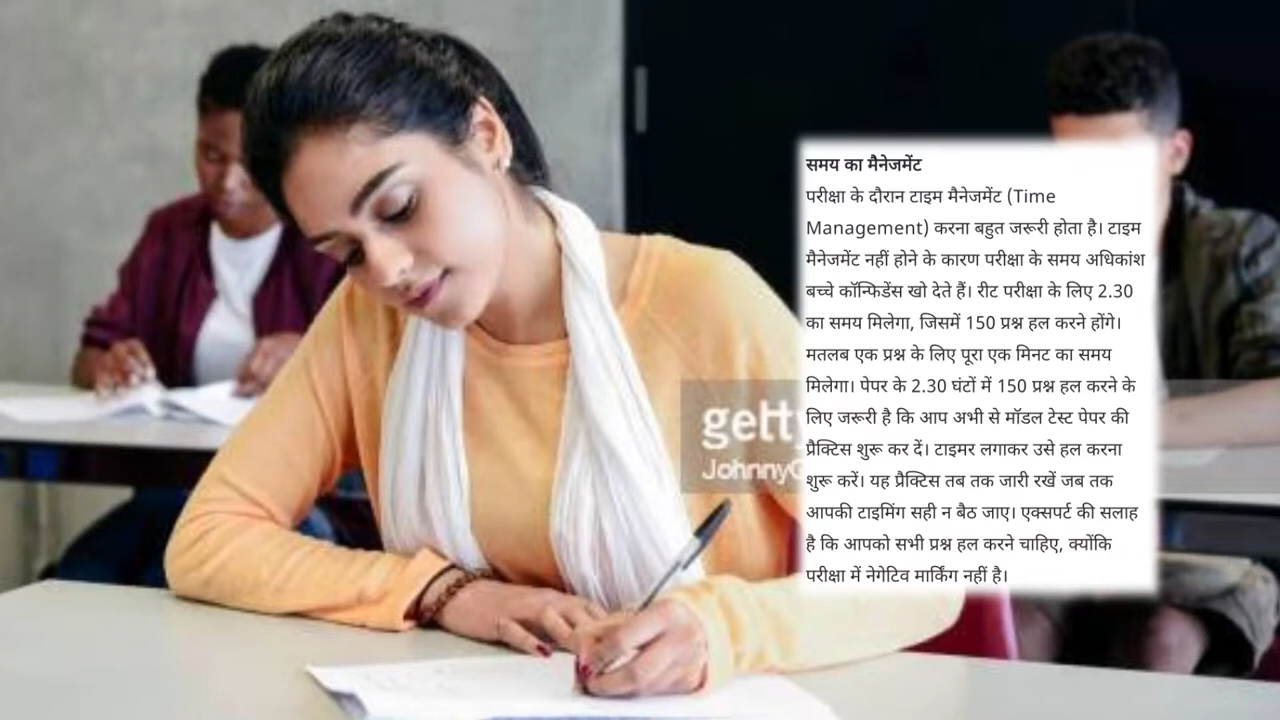 समय का मैनेजमेंट
परीक्षा के दौरान टाइम मैनेजमेंट (Time
Management) करना बहुत जरूरी होता है। टाइम
मैनेजमेंट नहीं होने के कारण परीक्षा के समय अधिकांश
बच्चे कॉन्फिडेंस खो देते हैं। रीट परीक्षा के लिए 2.30
का समय मिलेगा, जिसमें 150 प्रश्न हल करने होंगे।
मतलब एक प्रश्न के लिए पूरा एक मिनट का समय
मिलेगा। पेपर के 2.30 घंटों में 150 प्रश्न हल करने के
लिए जरूरी है कि आप अभी से मॉडल टेस्ट पेपर की
प्रैक्टिस शुरू कर दें। टाइमर लगाकर उसे हल करना
शुरू करें। यह प्रैक्टिस तब तक जारी रखें जब तक
आपकी टाइमिंग सही न बैठ जाए। एक्सपर्ट की सलाह
है कि आपको सभी प्रश्न हल करने चाहिए, क्योंकि
परीक्षा में नेगेटिव मार्किंग नहीं है।
gett
JohnnyG